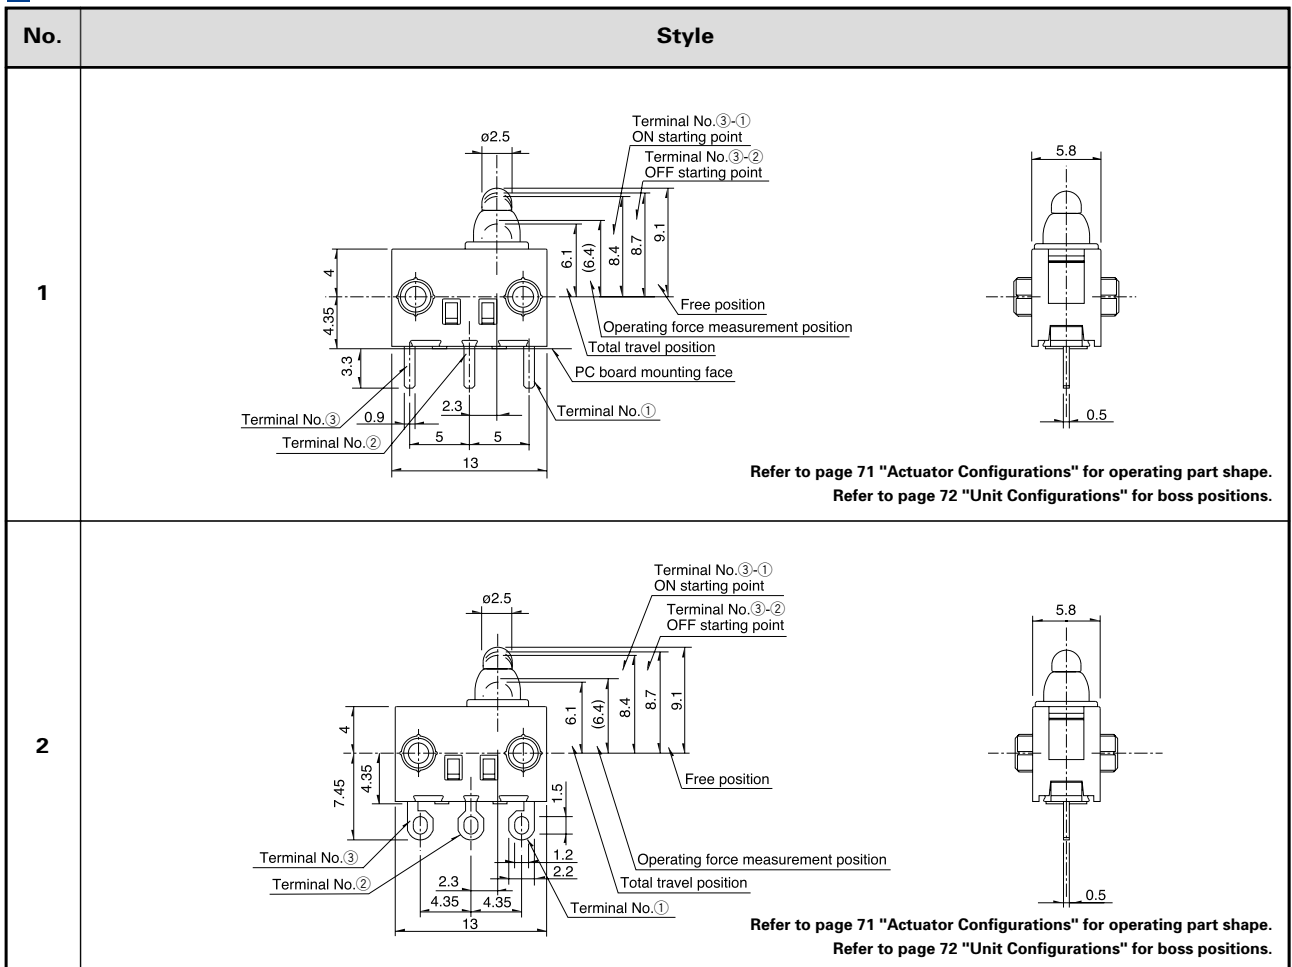 No.
Style
1
ø2.5
Terminal No.③-①
ON starting point
Terminal No.③-②
OFF starting point
5.8
4
4.35
3.3
6.1
(6.4)
8.4
8.7
9.1
Free position
Operating force measurement position
Total travel position
PC board mounting face
Terminal No.③
0.9
2.3
Terminal No.①
0.5
Terminal No.②
5
5
13
Refer to page 71 "Actuator Configurations" for operating part shape.
Refer to page 72 "Unit Configurations" for boss positions.
2
ø2.5
Terminal No.③-①
ON starting point
Terminal No.③-②
OFF starting point
5.8
4
4.35
7.45
6.1
(6.4)
8.4
8.7
9.1
Free position
1.5
Terminal No.③
1.2
Operating force measurement position
2.2
Terminal No.②
2.3
Total travel position
4.35
4.35
Terminal No.①
0.5
13
Refer to page 71 "Actuator Configurations" for operating part shape.
Refer to page 72 "Unit Configurations" for boss positions.